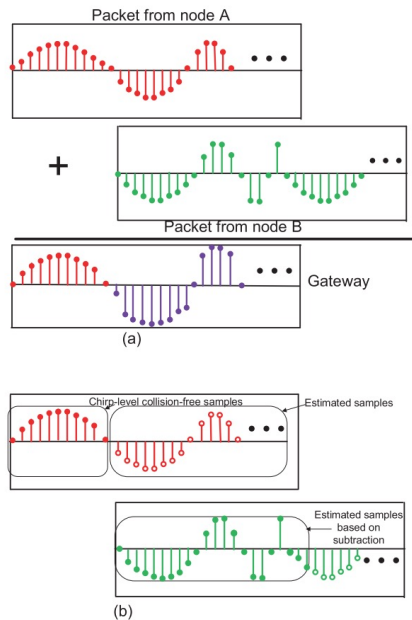 Packet from node A
+
Packet from node B
Gateway
(a)
Chirp-level collision-free samples
Estimated samples
Estimated samples
based on
subtraction
(b)